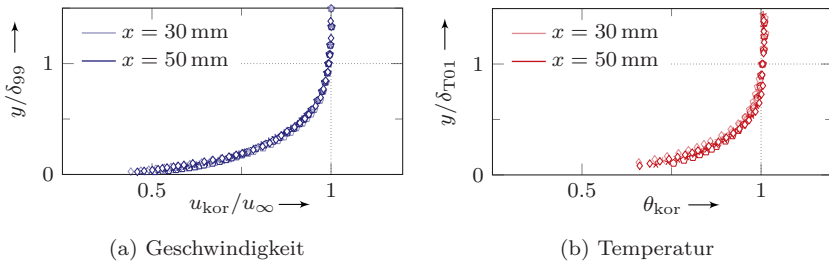 y/δ99
x = 30 mm
x = 50 mm
1
0
0.5
1
ukor/u∞
(a) Geschwindigkeit
y/δT01
x = 30 mm
x = 50 mm
1
0
0.5
1
θkor
(b) Temperatur